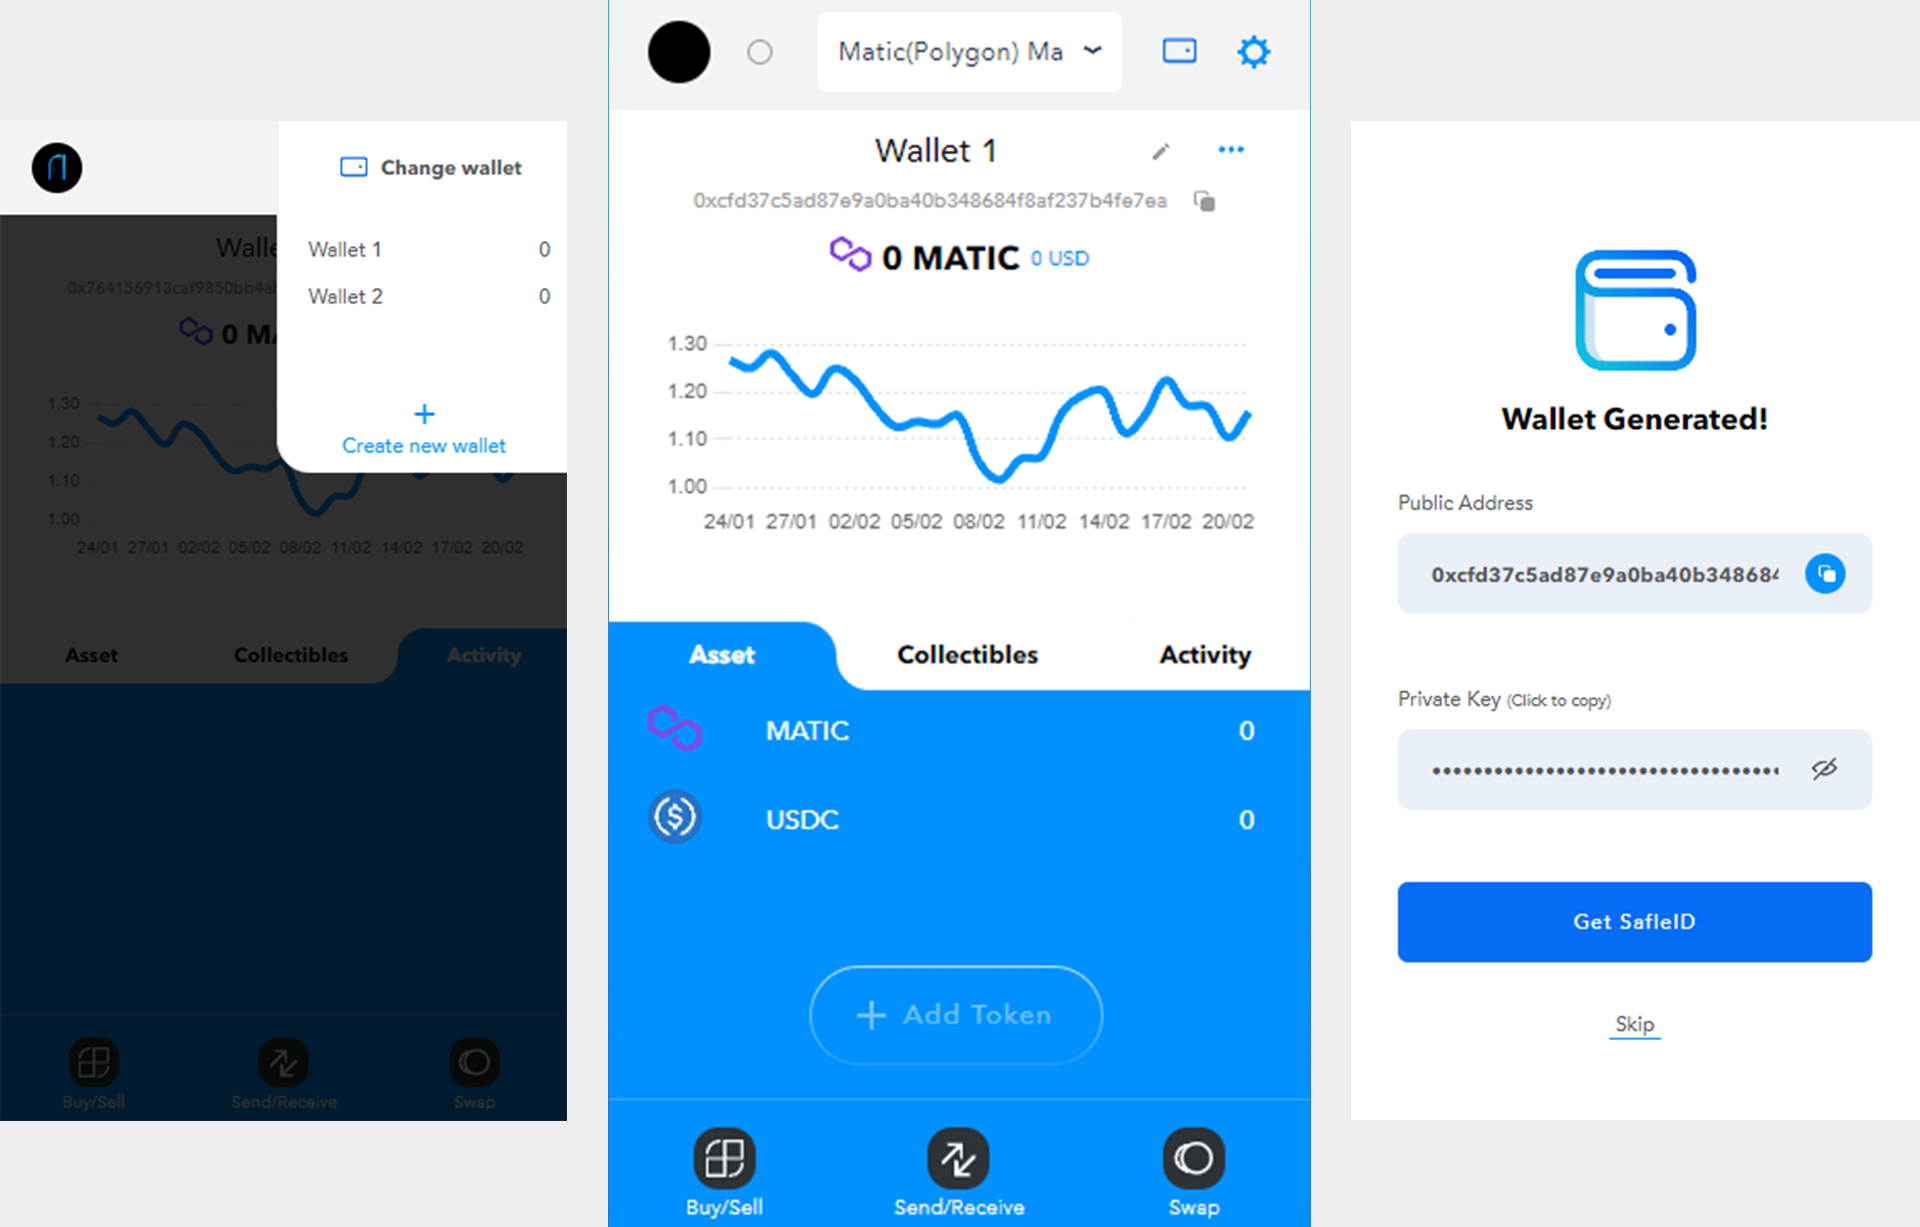 Change wallet
Wallet 1 0
Wallet 2 0
+
Create new wallet
Walle
0x764156913caf9850bb4a
0 MA
1.30
1.20
1.10
1.00
24/01 27/01 02/02 05/02 08/02 11/02 14/02 17/02 20/02
Asset Collectibles Activity
Buy/Sell Send/Receive Swap
Matic(Polygon) Ma
Wallet 1
0xcfd37c5ad87e9a0ba40b348684f8af237b4fe7ea
0 MATIC 0 USD
1.30
1.20
1.10
1.00
24/01 27/01 02/02 05/02 08/02 11/02 14/02 17/02 20/02
Asset Collectibles Activity
MATIC 0
USDC 0
+ Add Token
Buy/Sell Send/Receive Swap
Wallet Generated!
Public Address
0xcfd37c5ad87e9a0ba40b348684
Private Key (Click to copy)
Get SafleID
Skip